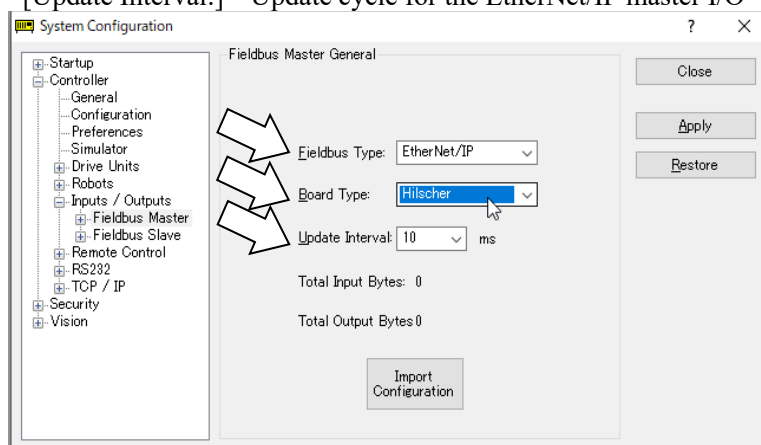 [Update Interval:] Update cycle for the EtherNet/IP master I/O
System Configuration
? ×
Startup
Controller
General
Configuration
Preferences
Simulator
Drive Units
Robots
Inputs / Outputs
Fieldbus Master
Fieldbus Slave
Remote Control
RS232
TCP / IP
Security
Vision
Fieldbus Master General
Fieldbus Type: EtherNet/IP
Board Type: Hilscher
Update Interval: 10 ms
Total Input Bytes: 0
Total Output Bytes 0
Import
Configuration
Close
Apply
Restore